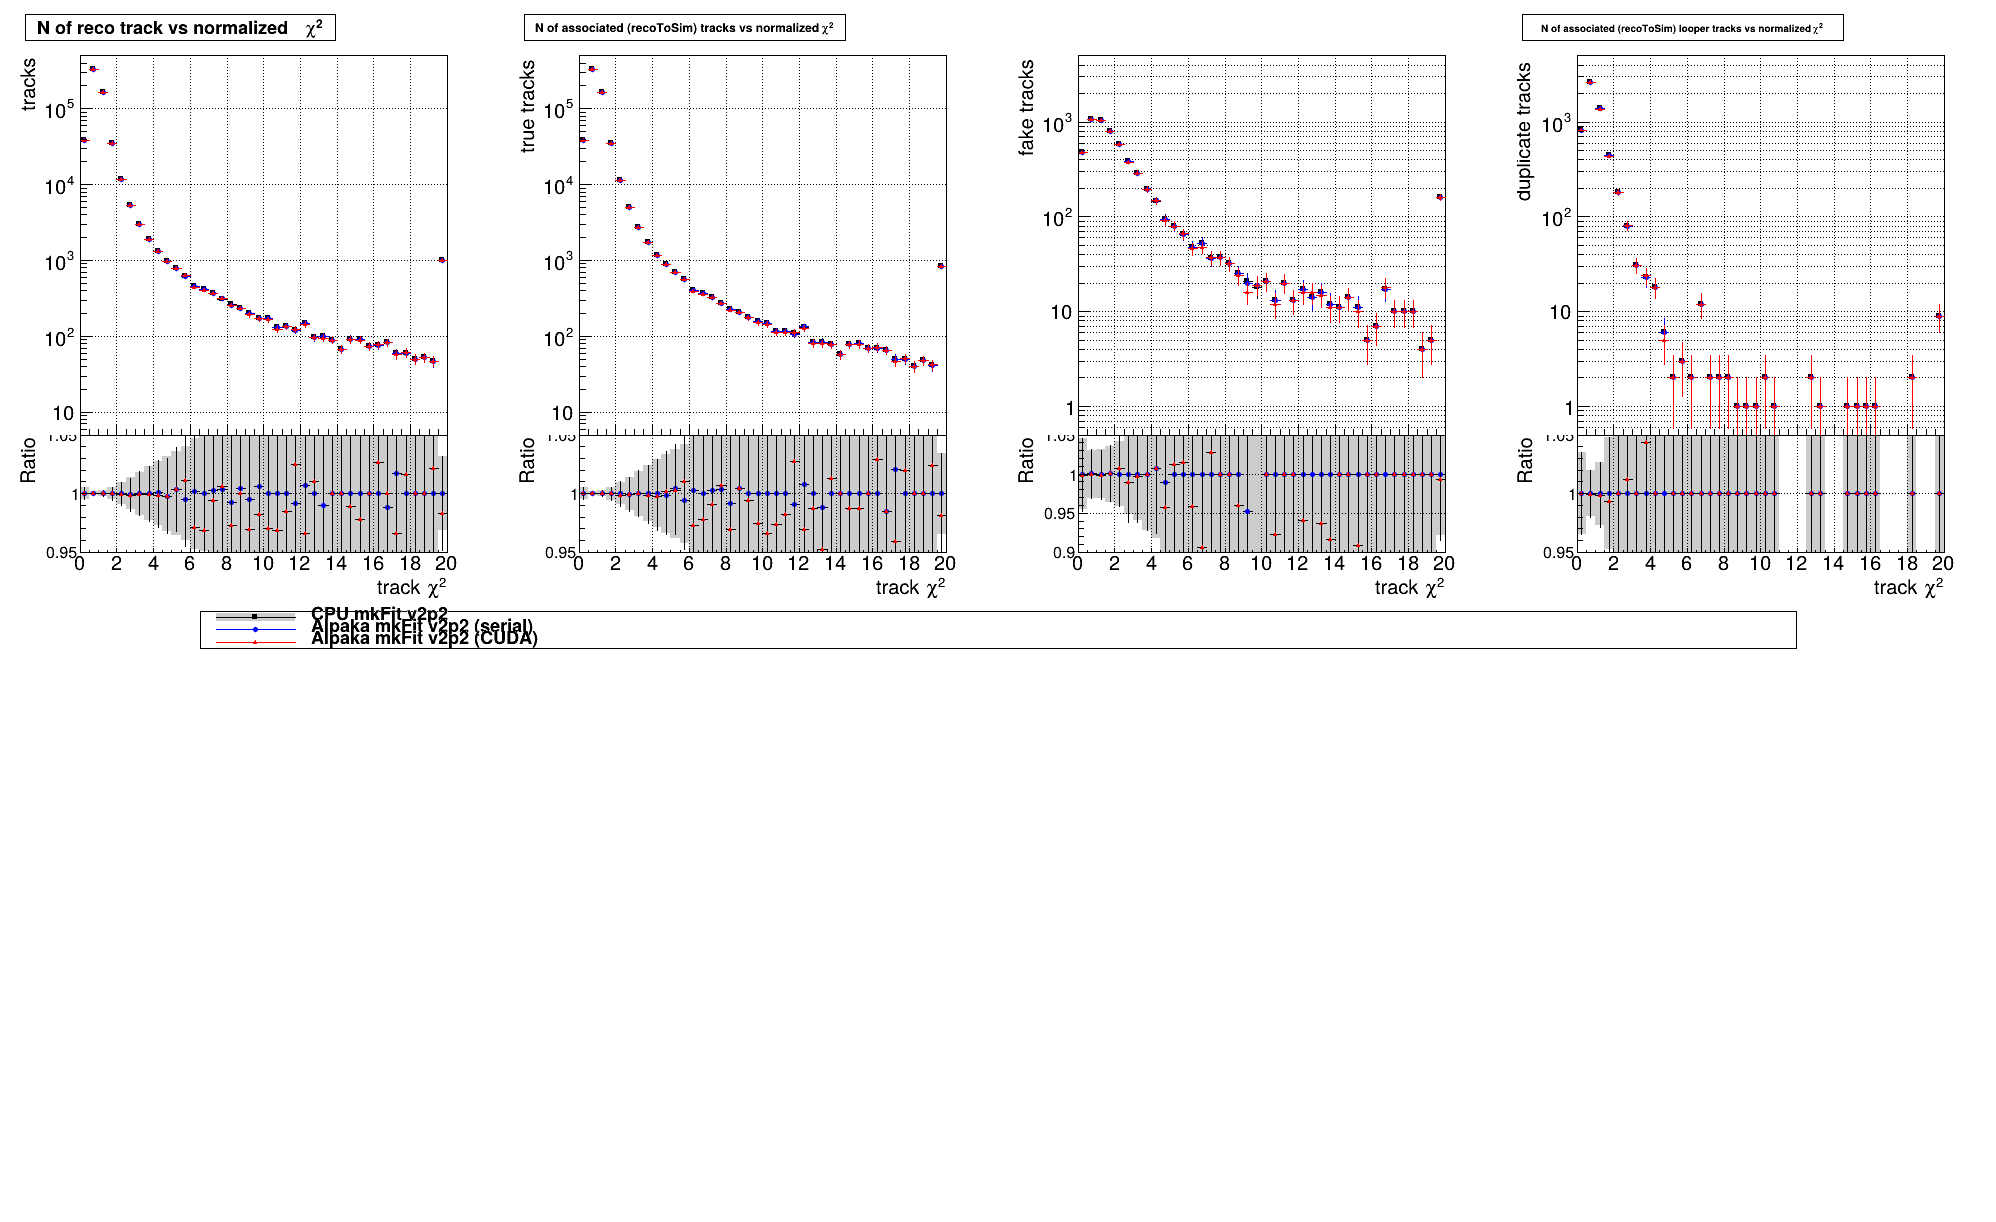 N of reco track vs normalized χ²
tracks
10⁵
10⁴
10³
10²
10
Ratio
1.05
1
0.95
0 2 4 6 8 10 12 14 16 18 20
track χ²
N of associated (recoToSim) tracks vs normalized χ²
true tracks
10⁵
10⁴
10³
10²
10
Ratio
1.05
1
0.95
0 2 4 6 8 10 12 14 16 18 20
track χ²
fake tracks
10³
10²
10
1
Ratio
1.05
1
0.95
0.9
0 2 4 6 8 10 12 14 16 18 20
track χ²
N of associated (recoToSim) looper tracks vs normalized χ²
duplicate tracks
10³
10²
10
1
Ratio
1.05
1
0.95
0 2 4 6 8 10 12 14 16 18 20
track χ²
CPU mkFit v2p2
Alpaka mkFit v2p2 (serial)
Alpaka mkFit v2p2 (CUDA)